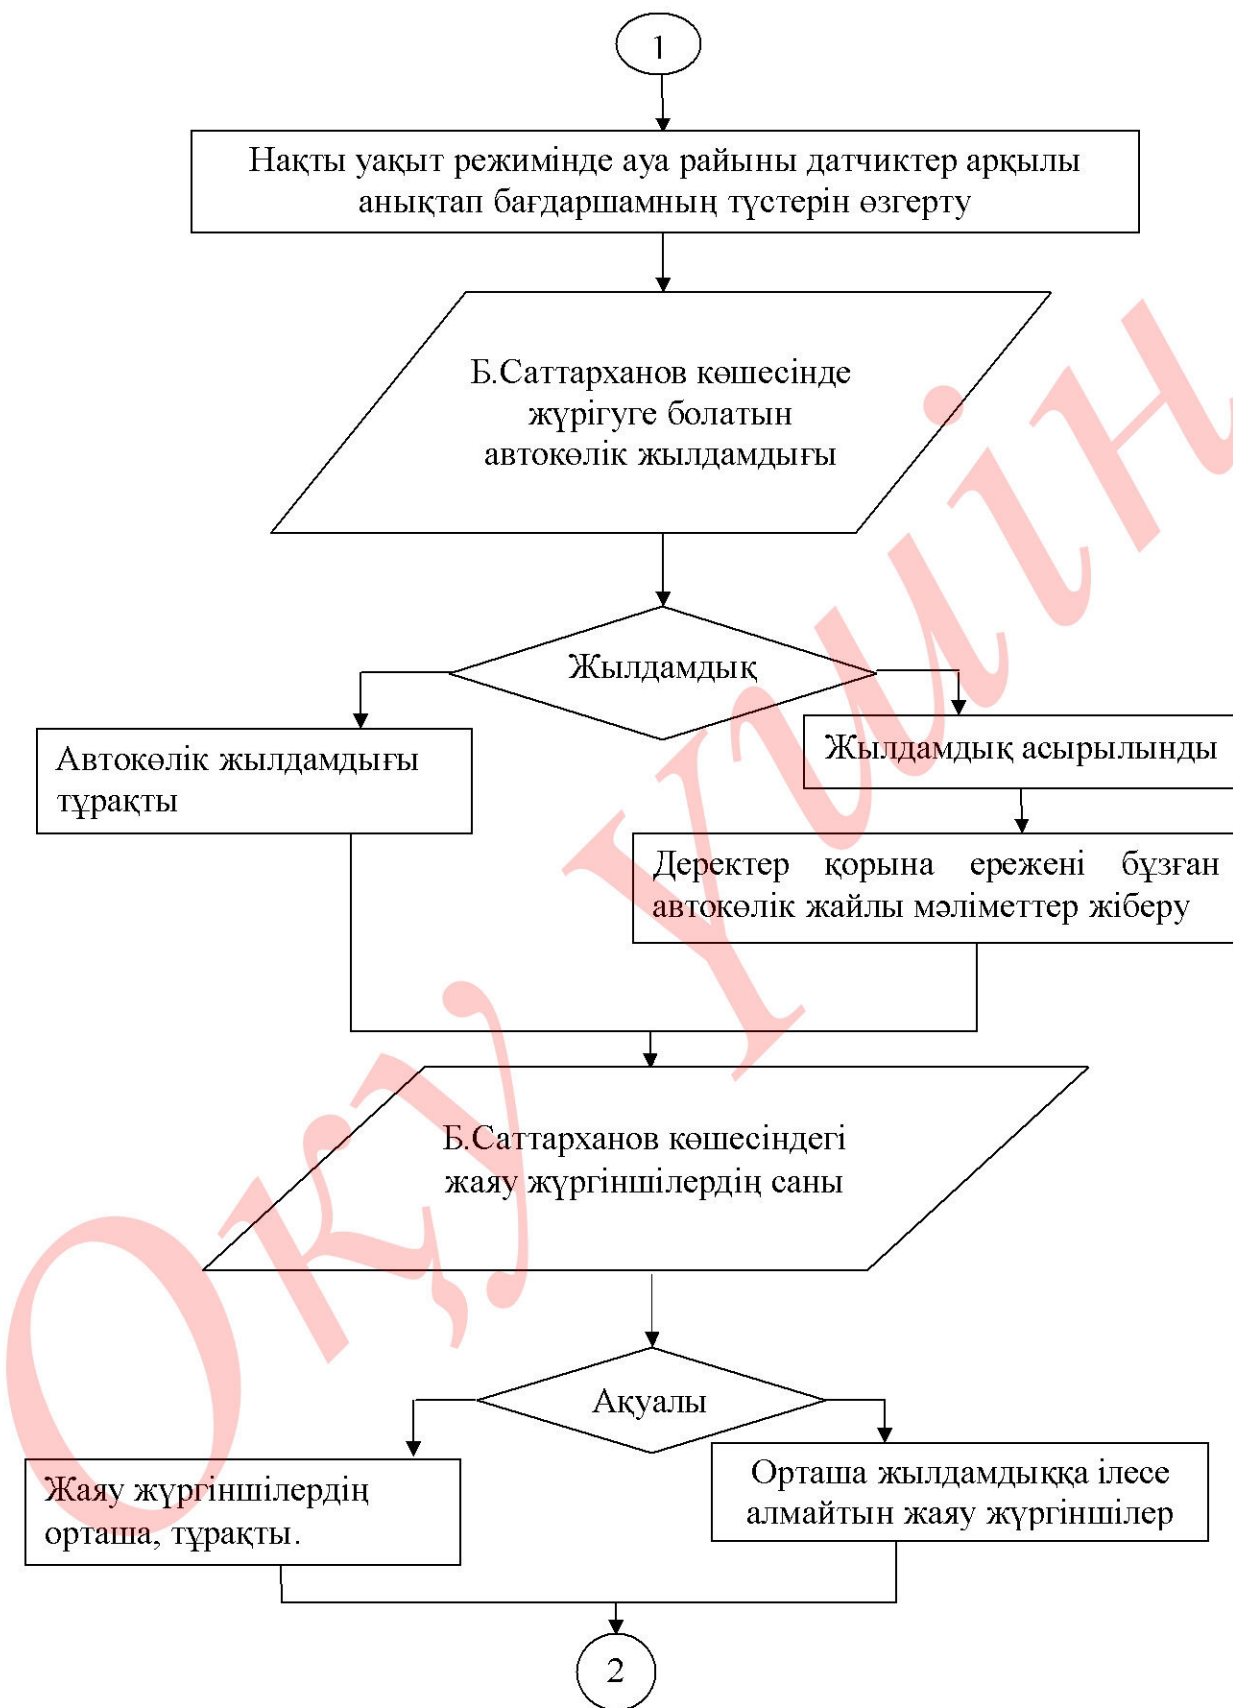 1
Нақты уақыт режимінде ауа райыны датчиктер арқылы
анықтап бағдаршамның түстерін өзгерту
Б.Саттарханов көшесінде
жүрігуге болатын
автокөлік жылдамдығы
Жылдамдық
Автокөлік жылдамдығы
тұрақты
Жылдамдық асырылынды
Деректер қорына ережені бұзған
автокөлік жайлы мәліметтер жіберу
Б.Саттарханов көшесіндегі
жаяу жүргіншілердің саны
Ақуалы
Жаяу жүргіншілердің
орташа, тұрақты.
Орташа жылдамдыққа ілесе
алмайтын жаяу жүргіншілер
2
Оқу Үшін